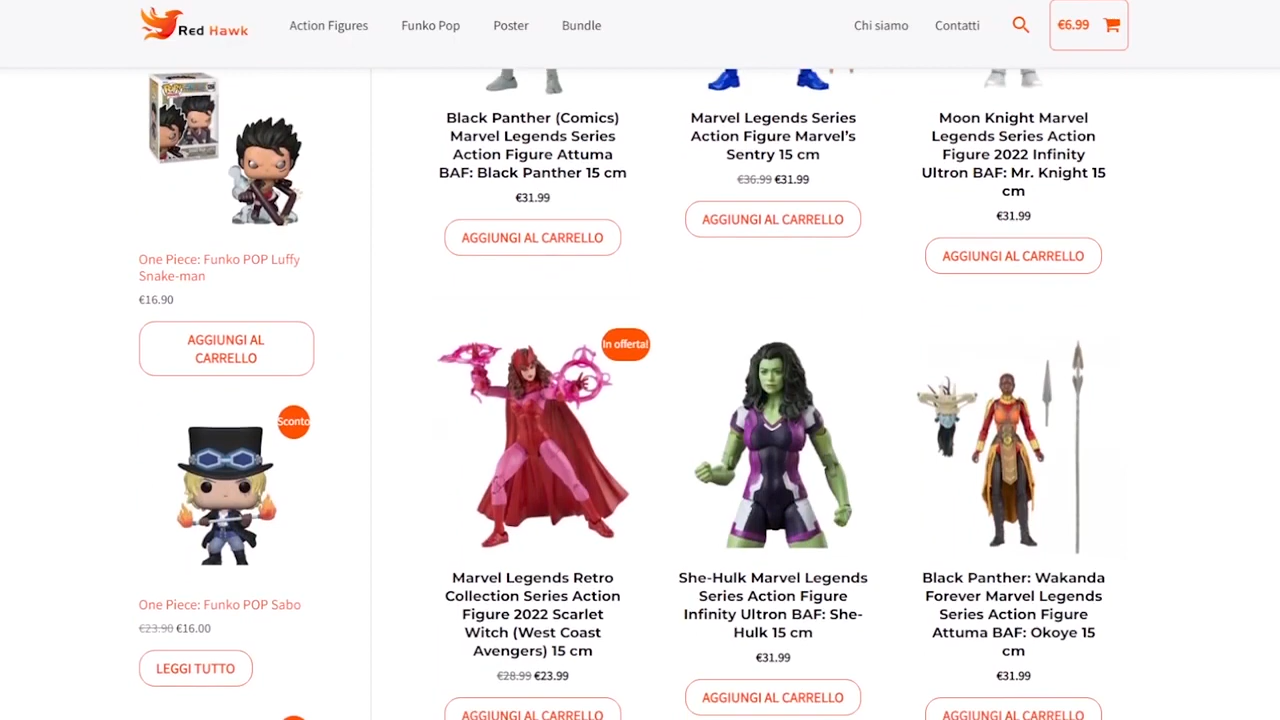 Red Hawk
Action Figures
Funko Pop
Poster
Bundle
Chi siamo
Contatti
€6.99
One Piece: Funko POP Luffy
Snake-man
€16.90
AGGIUNGI AL
CARRELLO
Sconto
One Piece: Funko POP Sabo
€23.90 €16.00
LEGGI TUTTO
Black Panther (Comics)
Marvel Legends Series
Action Figure Attuma
BAF: Black Panther 15 cm
€31.99
AGGIUNGI AL CARRELLO
Marvel Legends Series
Action Figure Marvel's
Sentry 15 cm
€36.99 €31.99
AGGIUNGI AL CARRELLO
Moon Knight Marvel
Legends Series Action
Figure 2022 Infinity
Ultron BAF: Mr. Knight 15
cm
€31.99
AGGIUNGI AL CARRELLO
In offerta!
Marvel Legends Retro
Collection Series Action
Figure 2022 Scarlet
Witch (West Coast
Avengers) 15 cm
€28.99 €23.99
AGGIUNGI AL CARRELLO
She-Hulk Marvel Legends
Series Action Figure
Infinity Ultron BAF: She-
Hulk 15 cm
€31.99
AGGIUNGI AL CARRELLO
Black Panther: Wakanda
Forever Marvel Legends
Series Action Figure
Attuma BAF: Okoye 15
cm
€31.99
AGGIUNGI AL CARRELLO